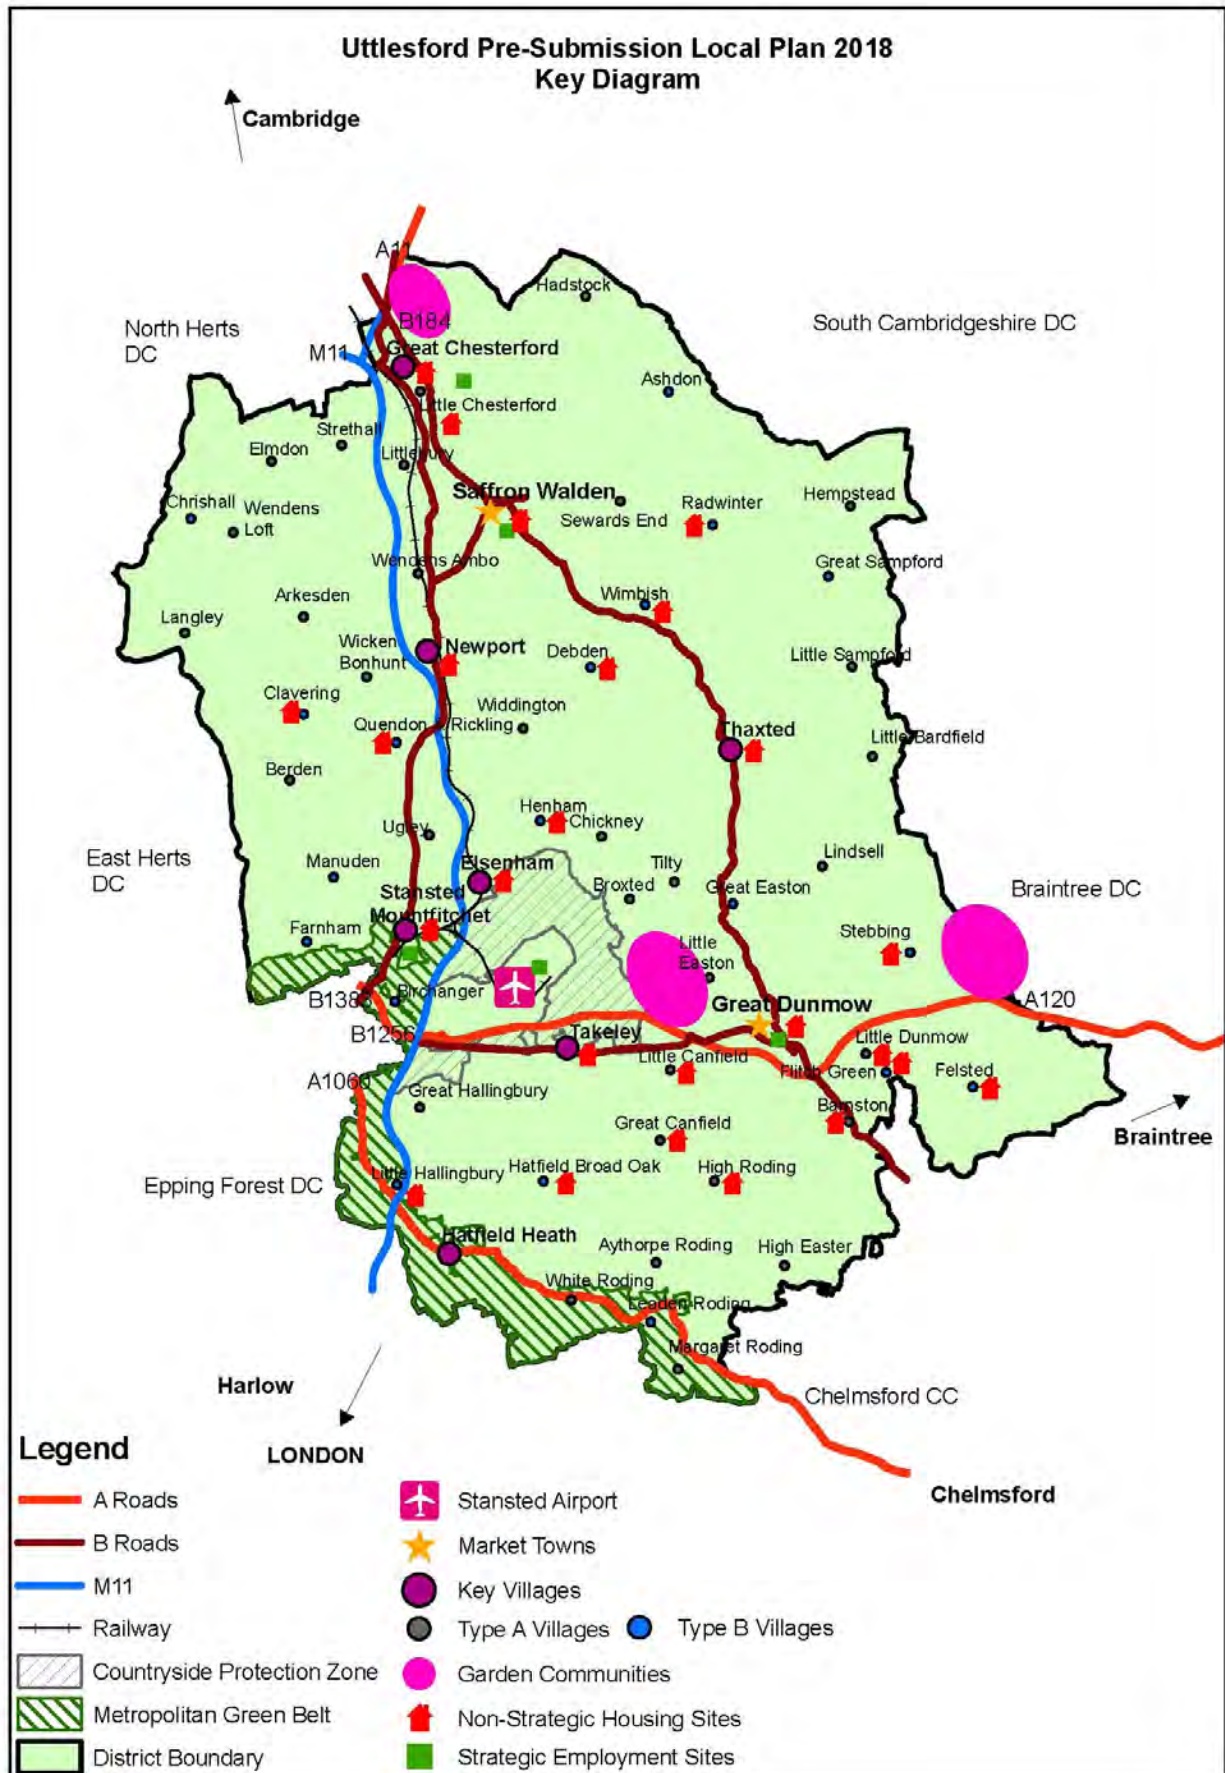 Uttlesford Pre-Submission Local Plan 2018
Key Diagram
Cambridge
A11
Hadstock
B184
North Herts
DC
South Cambridgeshire DC
M11
Great Chesterford
Ashdon
Little Chesterford
Strethall
Elmdon
Littlebury
Saffron Walden
Chrishall
Wendens
Loft
Radwinter
Hempstead
Sewards End
Wendens Ambo
Great Sampford
Arkesden
Wimbish
Langley
Wicken
Bonhunt
Newport
Debden
Little Sampford
Clavering
Widdington
Quendon
Rickling
Thaxted
Little Bardfield
Berden
Henham
Chickney
Ugley
East Herts
DC
Manuden
Elsenham
Tilty
Lindsell
Stansted
Mountfitchet
Broxted
Great Easton
Braintree DC
Farnham
Stebbing
Little
Easton
B1383
Birchanger
Great Dunmow
A120
B1256
Takeley
Little Dunmow
Little Canfield
Flitch Green
Felsted
A1060
Great Hallingbury
Barnston
Great Canfield
Braintree
Epping Forest DC
Little Hallingbury
Hatfield Broad Oak
High Roding
Hatfield Heath
Aythorpe Roding
High Easter
White Roding
Leaden Roding
Margaret Roding
Harlow
Chelmsford CC
LONDON
Chelmsford
Legend
A Roads
B Roads
M11
Railway
Countryside Protection Zone
Metropolitan Green Belt
District Boundary
Stansted Airport
Market Towns
Key Villages
Type A Villages
Type B Villages
Garden Communities
Non-Strategic Housing Sites
Strategic Employment Sites